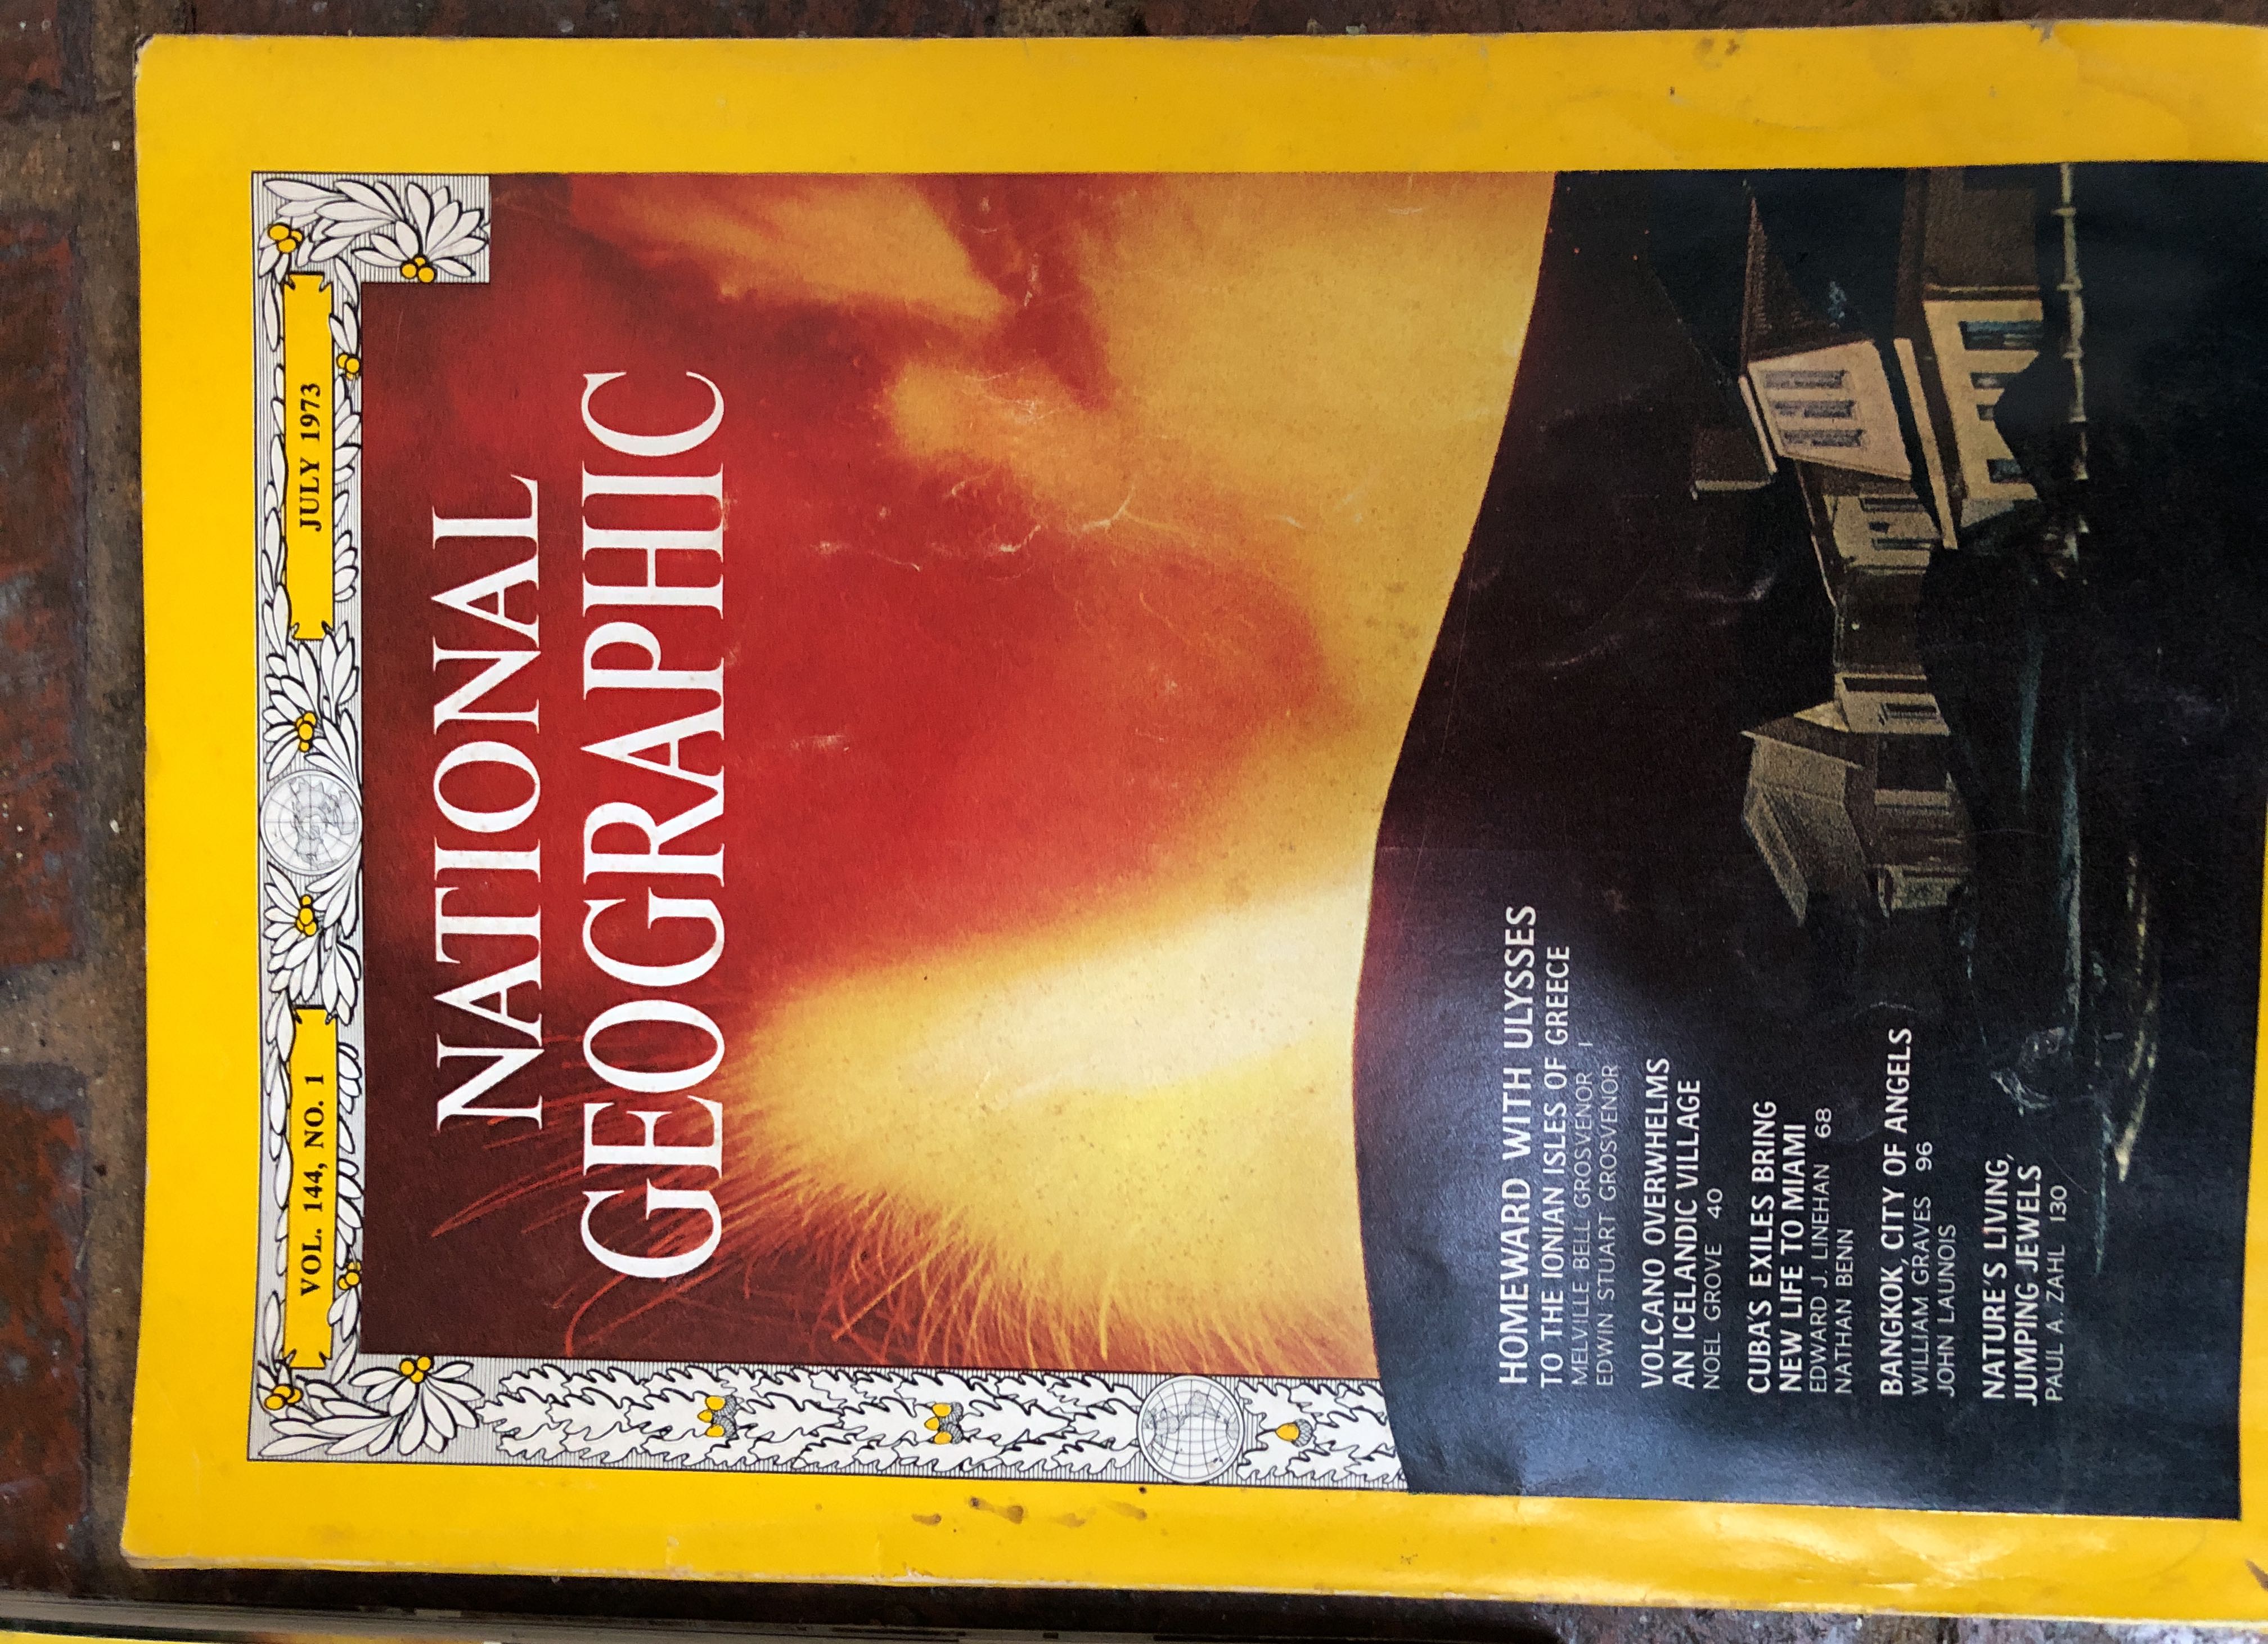 VOL. 144, NO. 1
JULY 1973
NATIONAL
GEOGRAPHIC
HOMEWARD WITH ULYSSES
TO THE IONIAN ISLES OF GREECE
MELVILLE BELL GROSVENOR 1
EDWIN STUART GROSVENOR
VOLCANO OVERWHELMS
AN ICELANDIC VILLAGE
NOEL GROVE 40
CUBA'S EXILES BRING
NEW LIFE TO MIAMI
EDWARD J. LINEHAN 68
NATHAN BENN
BANGKOK, CITY OF ANGELS
WILLIAM GRAVES 96
JOHN LAUNOIS
NATURE'S LIVING,
JUMPING JEWELS
PAUL A. ZAHL 130